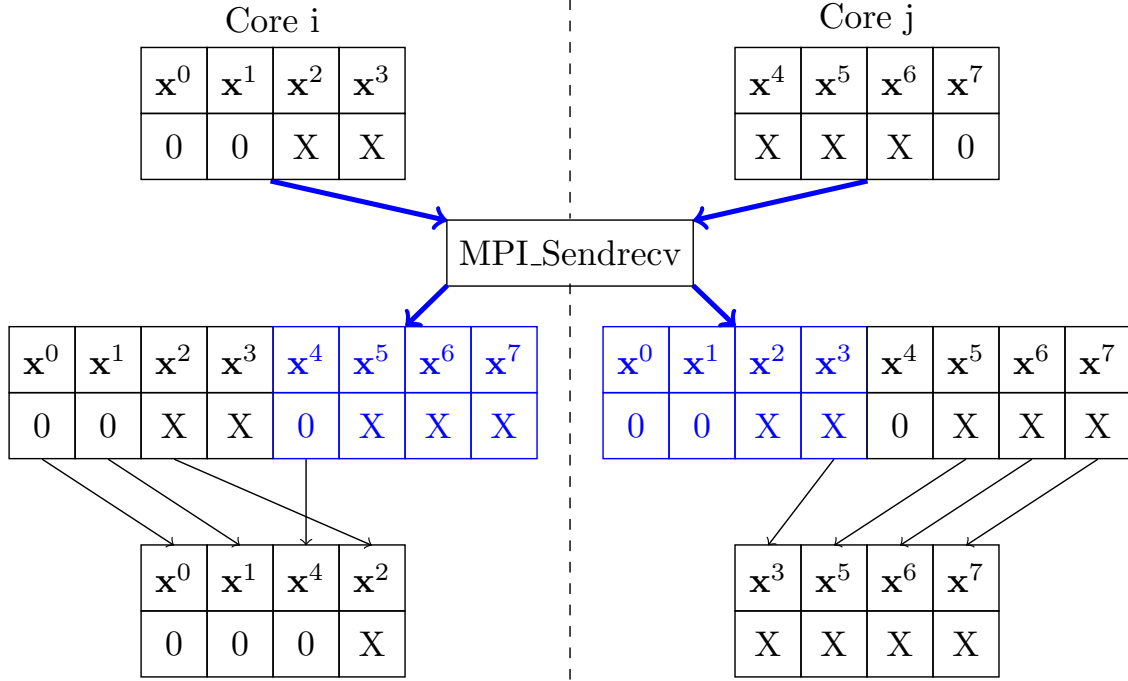 Core i Core j
x⁰ x¹ x² x³ x⁴ x⁵ x⁶ x⁷
0 0 X X X X X 0
MPI_Sendrecv
x⁰ x¹ x² x³ x⁴ x⁵ x⁶ x⁷ x⁰ x¹ x² x³ x⁴ x⁵ x⁶ x⁷
0 0 X X 0 X X X 0 0 X X 0 X X X
x⁰ x¹ x⁴ x² x³ x⁵ x⁶ x⁷
0 0 0 X X X X X